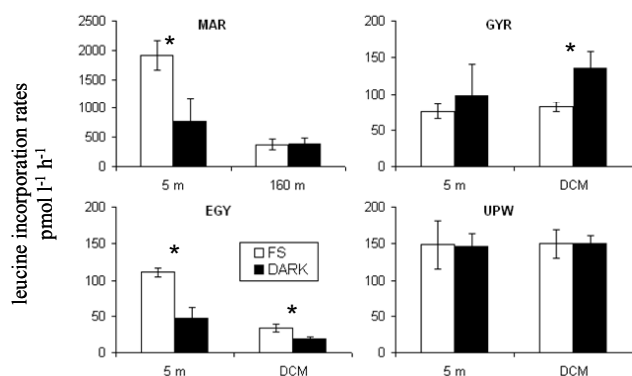 leucine incorporation rates
pmol l-1 h-1
MAR
2500
2000
1500
1000
500
0
5 m 160 m
*
GYR
200
150
100
50
0
5 m DCM
*
EGY
200
150
100
50
0
5 m DCM
* *
FS
DARK
UPW
200
150
100
50
0
5 m DCM